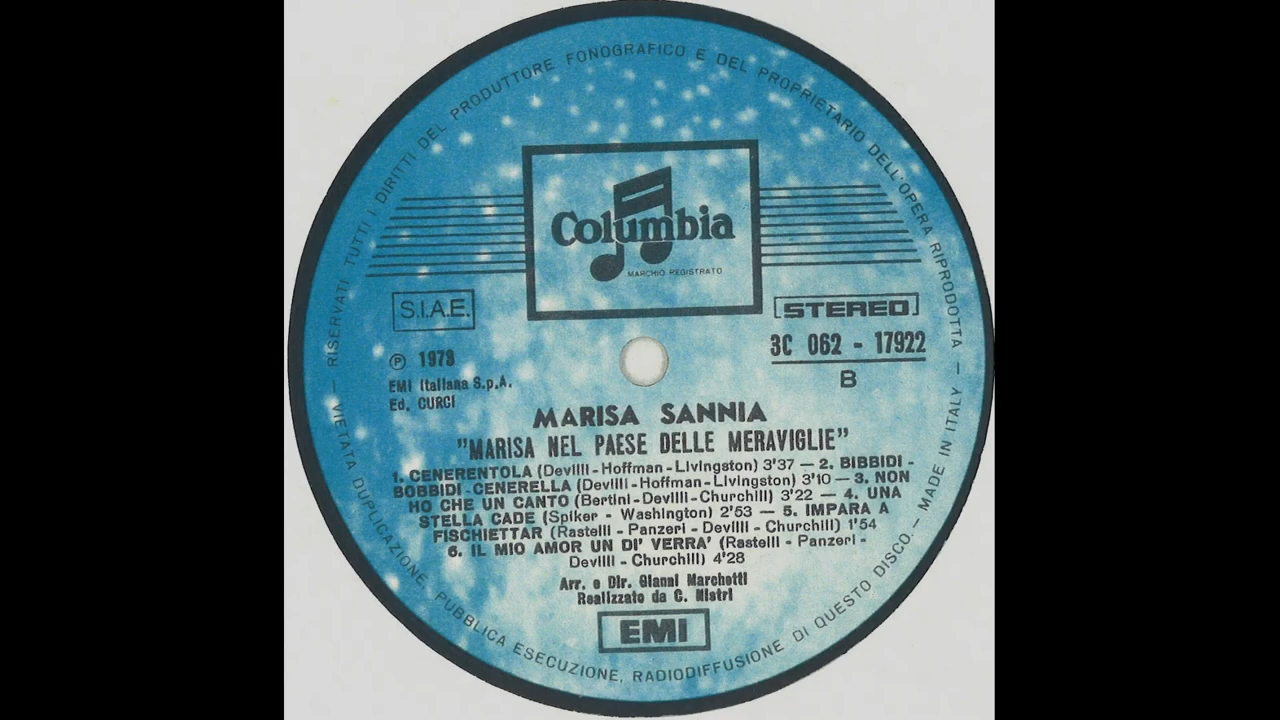 RISERVATI TUTTI I DIRITTI DEL PRODUTTORE FONOGRAFICO E DEL PROPRIETARIO DELL'OPERA RIPRODOTTA
Columbia
MARCHIO REGISTRATO
S.I.A.E.
STEREO
3C 062 - 17922
B
℗ 1978
EMI Italiana S.p.A.
Ed. CURCI
MARISA SANNIA
"MARISA NEL PAESE DELLE MERAVIGLIE"
1. CENERENTOLA (Devilli - Hoffman - Livingston) 3'37 — 2. BIBBIDI -
BOBBIDI - CENERELLA (Devilli - Hoffman - Livingston) 3'10 — 3. NON
HO CHE UN CANTO (Bertini - Devilli - Churchill) 3'22 — 4. UNA
STELLA CADE (Spiker - Washington) 2'53 — 5. IMPARA A
FISCHIETTAR (Rastelli - Panzeri - Devilli - Churchill) 1'54
6. IL MIO AMOR UN DI' VERRA' (Rastelli - Panzeri -
Devilli - Churchill) 4'28
Arr. e Dir. Gianni Marchetti
Realizzato da C. Nistri
EMI
— VIETATA DUPLICAZIONE PUBBLICA ESECUZIONE, RADIODIFFUSIONE DI QUESTO DISCO. — MADE IN ITALY —